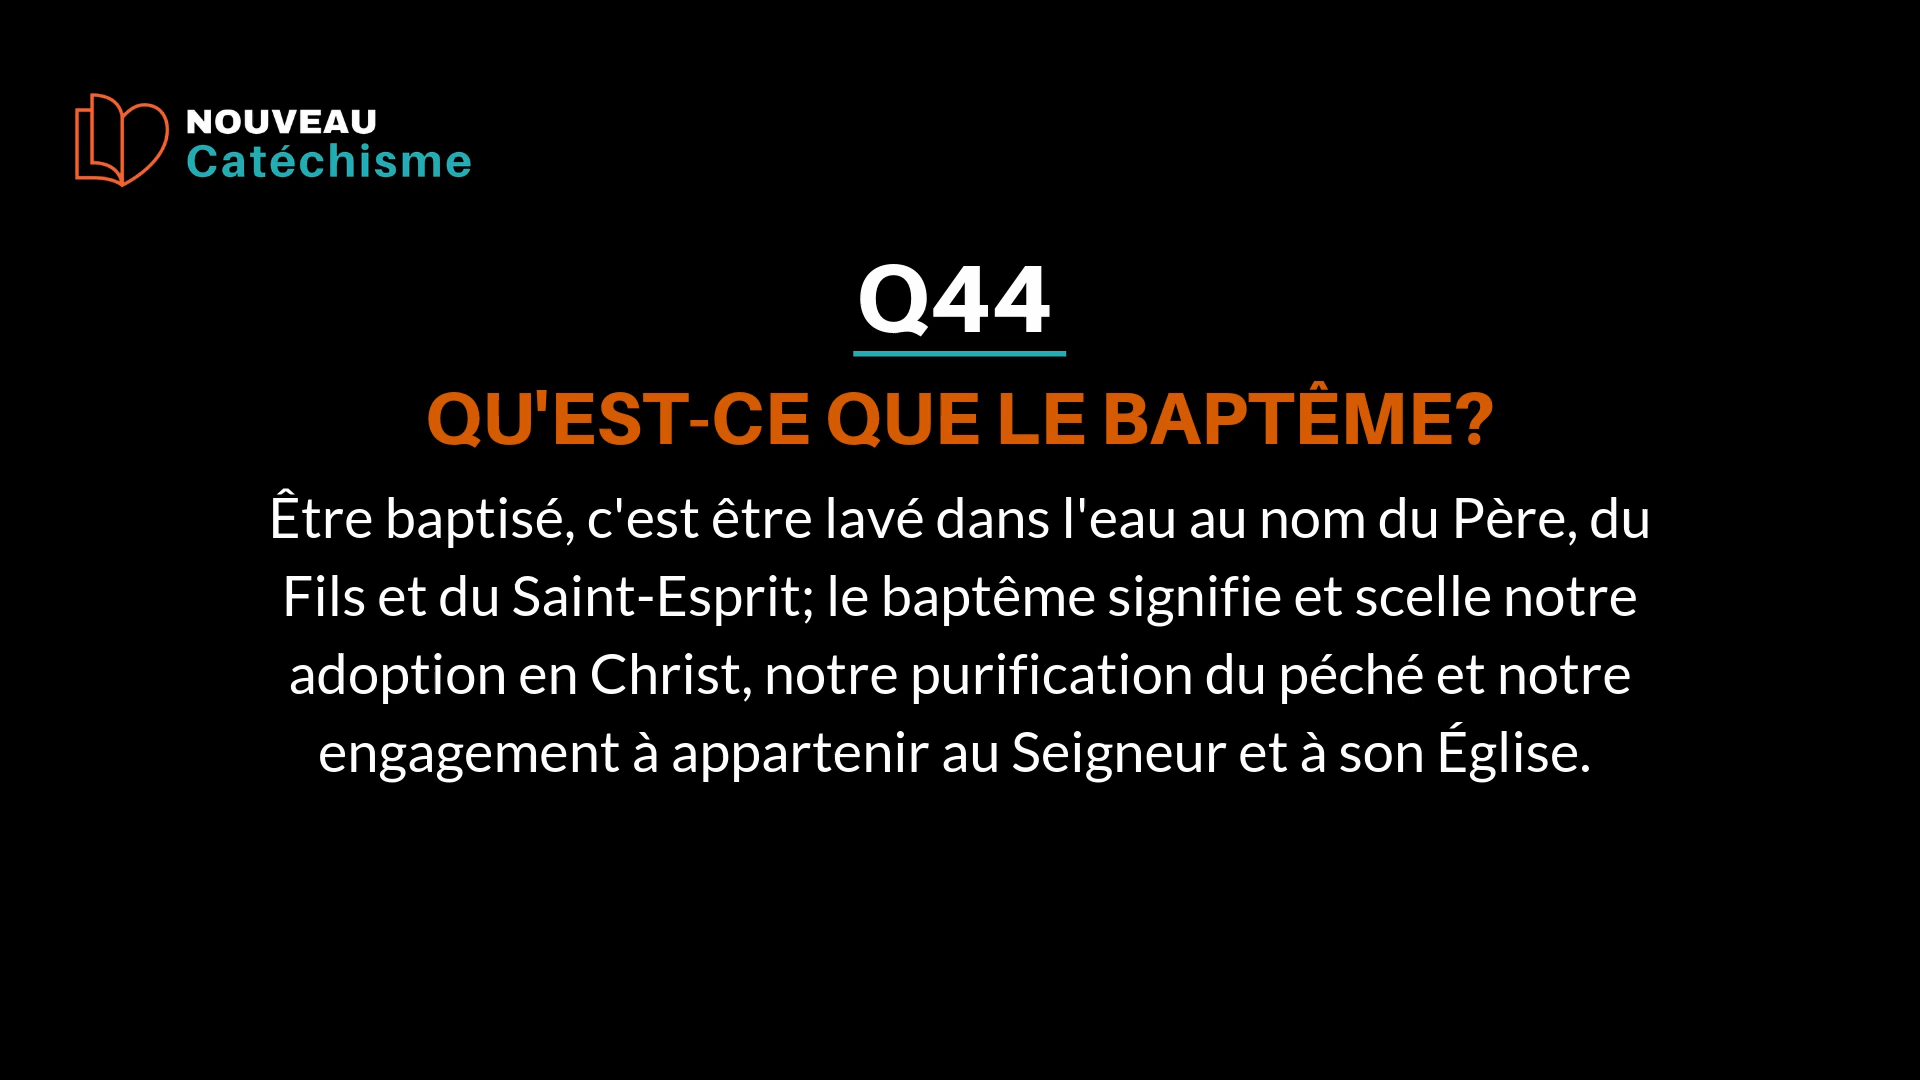 NOUVEAU
Catéchisme
Q44
QU'EST-CE QUE LE BAPTÊME?
Être baptisé, c'est être lavé dans l'eau au nom du Père, du
Fils et du Saint-Esprit; le baptême signifie et scelle notre
adoption en Christ, notre purification du péché et notre
engagement à appartenir au Seigneur et à son Église.